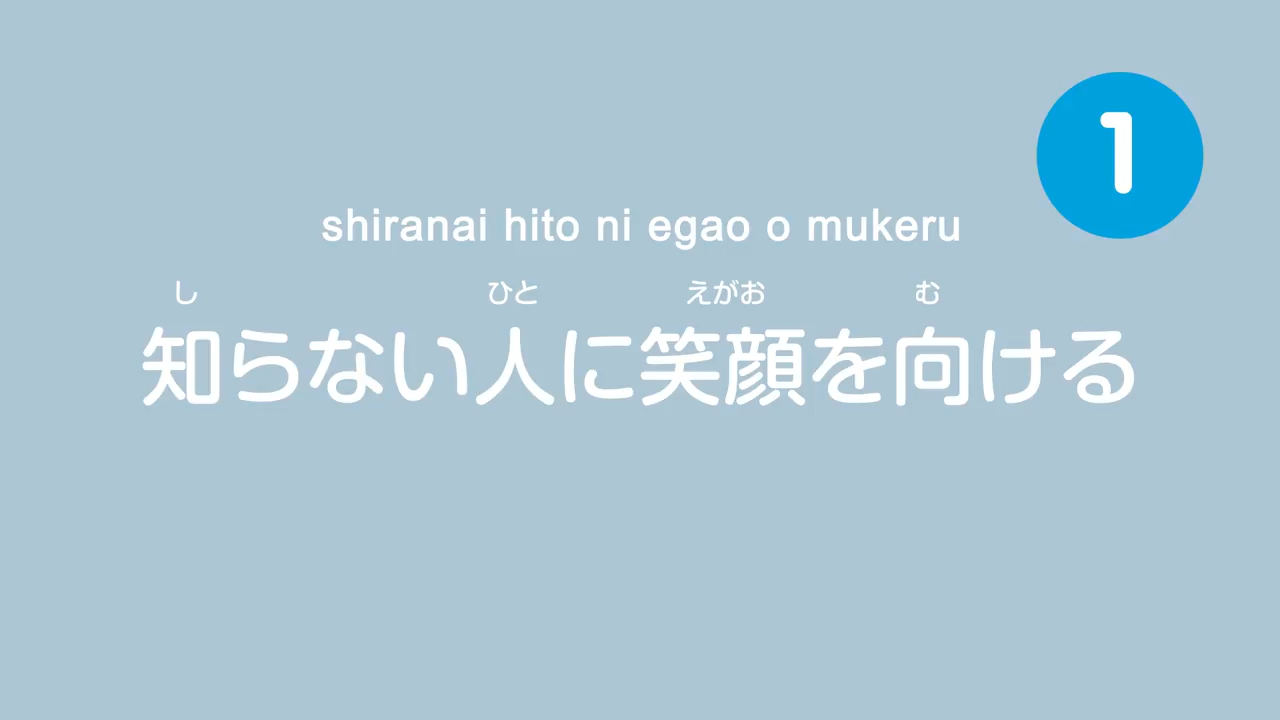 1
shiranai hito ni egao o mukeru
し ひと えがお む
知らない人に笑顔を向ける